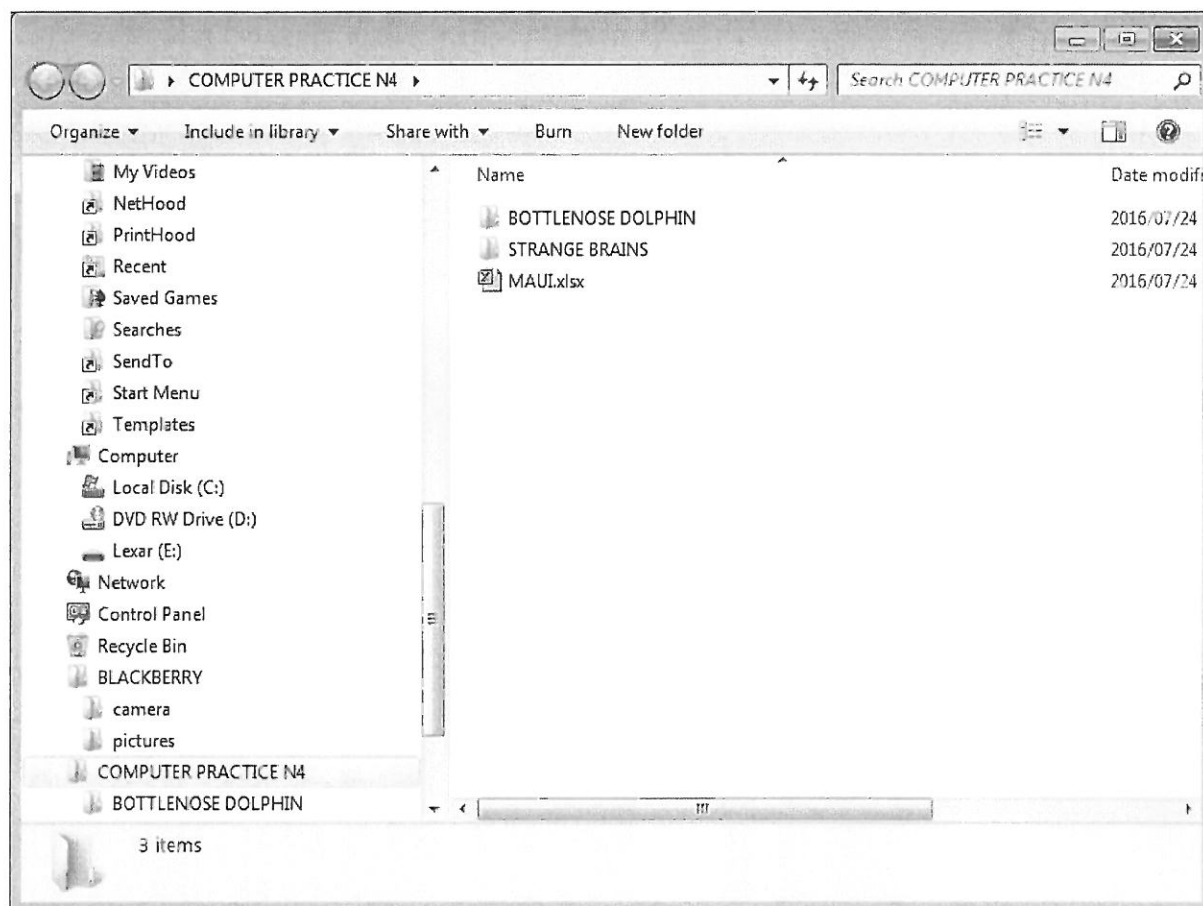 COMPUTER PRACTICE N4
Search COMPUTER PRACTICE N4
Organize Include in library Share with Burn New folder
My Videos
NetHood
PrintHood
Recent
Saved Games
Searches
SendTo
Start Menu
Templates
Computer
Local Disk (C:)
DVD RW Drive (D:)
Lexar (E:)
Network
Control Panel
Recycle Bin
BLACKBERRY
camera
pictures
COMPUTER PRACTICE N4
BOTTLENOSE DOLPHIN
Name Date modifi
BOTTLENOSE DOLPHIN 2016/07/24
STRANGE BRAINS 2016/07/24
MAUI.xlsx 2016/07/24
3 items